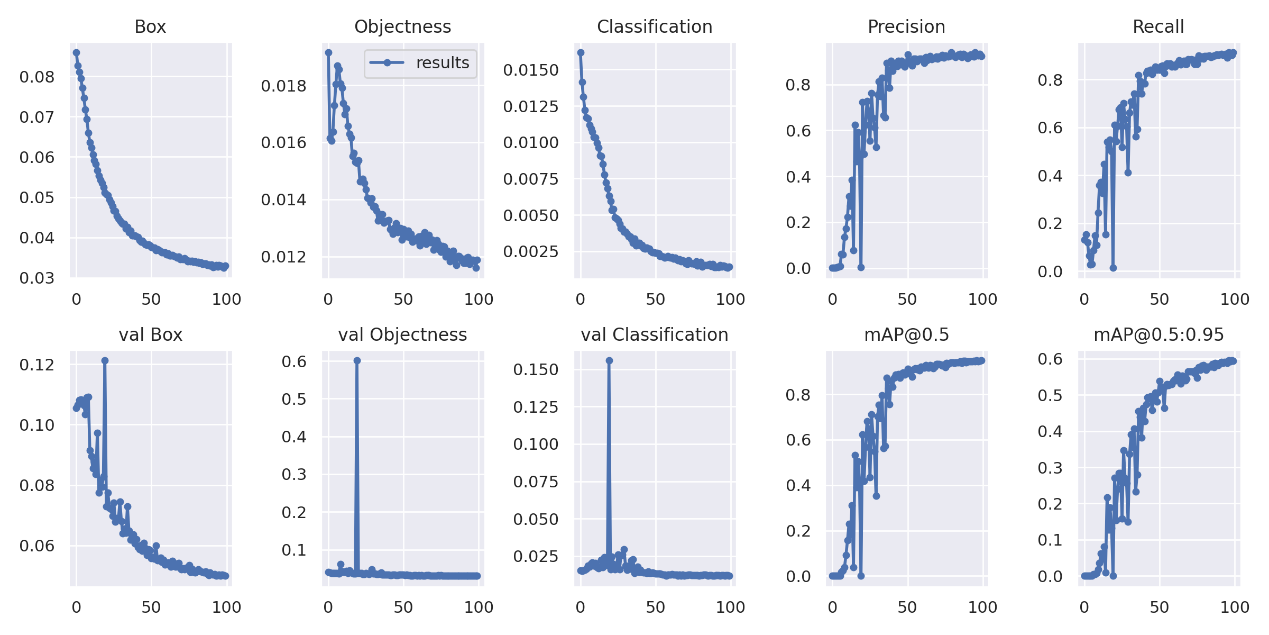 Box
0.08
0.07
0.06
0.05
0.04
0.03
0 50 100
Objectness
results
0.018
0.016
0.014
0.012
0 50 100
Classification
0.0150
0.0125
0.0100
0.0075
0.0050
0.0025
0 50 100
Precision
0.8
0.6
0.4
0.2
0.0
0 50 100
Recall
0.8
0.6
0.4
0.2
0.0
0 50 100
val Box
0.12
0.10
0.08
0.06
0 50 100
val Objectness
0.6
0.5
0.4
0.3
0.2
0.1
0 50 100
val Classification
0.150
0.125
0.100
0.075
0.050
0.025
0 50 100
mAP@0.5
0.8
0.6
0.4
0.2
0.0
0 50 100
mAP@0.5:0.95
0.6
0.5
0.4
0.3
0.2
0.1
0.0
0 50 100